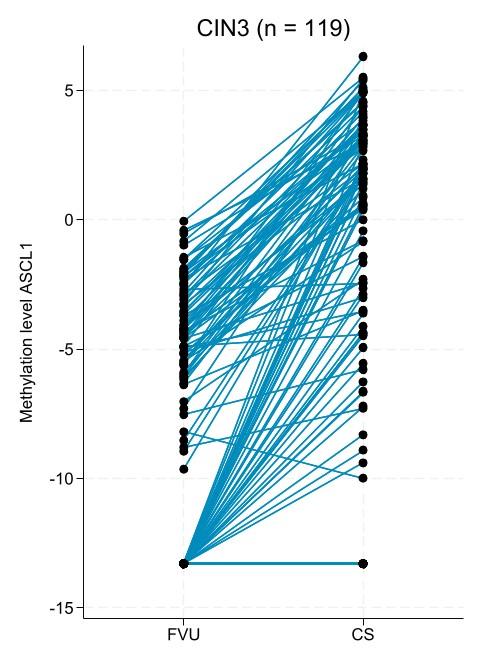 CIN3 (n = 119)
Methylation level ASCL1
5
0
-5
-10
-15
FVU CS